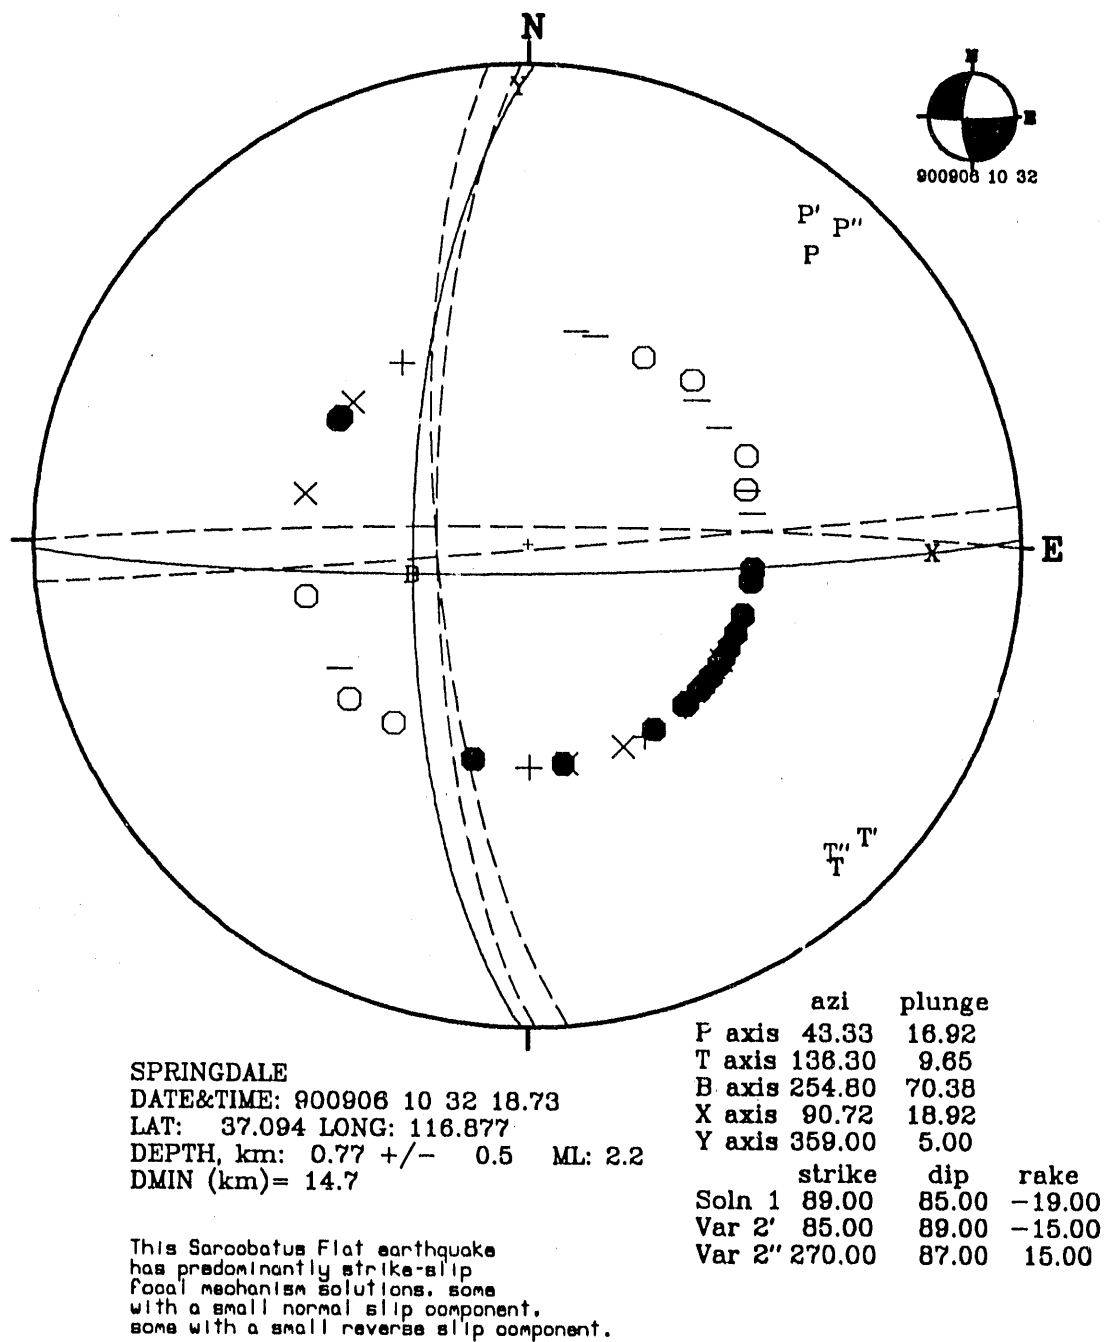 N
Y
N
E
900906 10 32
P'
P''
P
E
X
B
T'
T''
T
azi plunge
P axis 43.33 16.92
T axis 136.30 9.65
B axis 254.80 70.38
X axis 90.72 18.92
Y axis 359.00 5.00
strike dip rake
Soln 1 89.00 85.00 -19.00
Var 2' 85.00 89.00 -15.00
Var 2'' 270.00 87.00 15.00
SPRINGDALE
DATE&TIME: 900906 10 32 18.73
LAT: 37.094 LONG: 116.877
DEPTH, km: 0.77 +/- 0.5 ML: 2.2
DMIN (km)= 14.7
This Sarcobatus Flat earthquake
has predominantly strike-slip
focal mechanism solutions, some
with a small normal slip component,
some with a small reverse slip component.